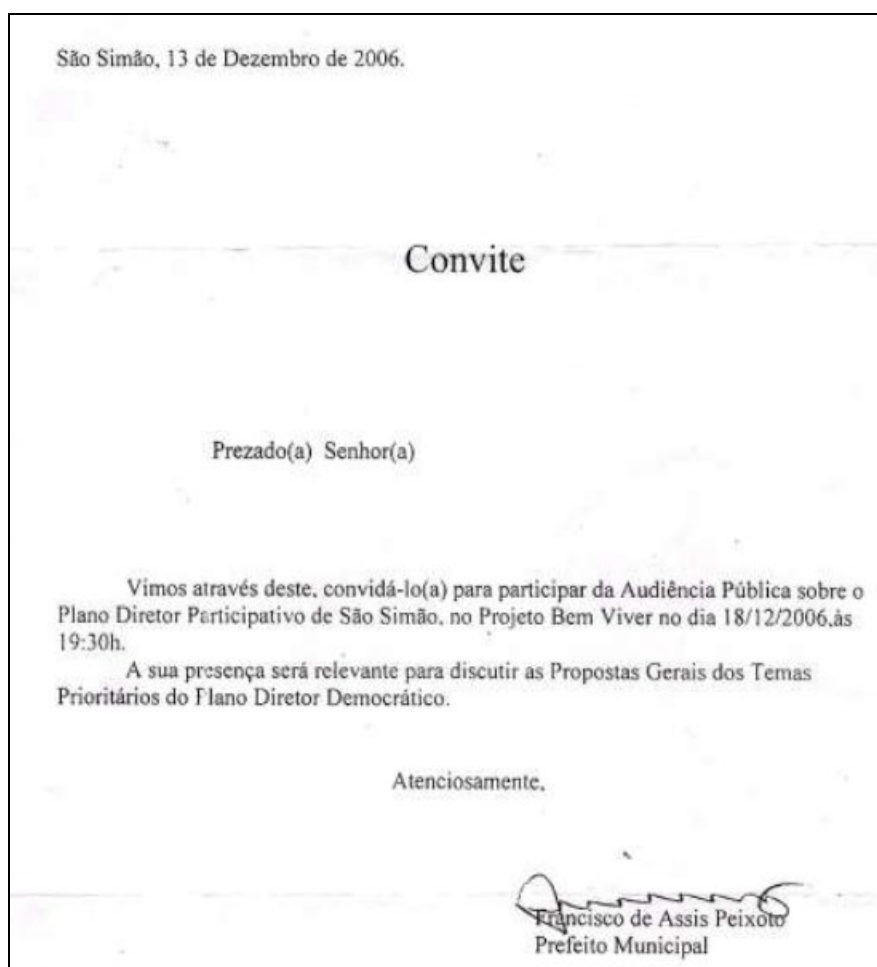 São Simão, 13 de Dezembro de 2006.
Convite
Prezado(a) Senhor(a)
Vimos através deste, convidá-lo(a) para participar da Audiência Pública sobre o
Plano Diretor Participativo de São Simão, no Projeto Bem Viver no dia 18/12/2006,às
19:30h.
A sua presença será relevante para discutir as Propostas Gerais dos Temas
Prioritários do Plano Diretor Democrático.
Atenciosamente,
Francisco de Assis Peixoto
Prefeito Municipal